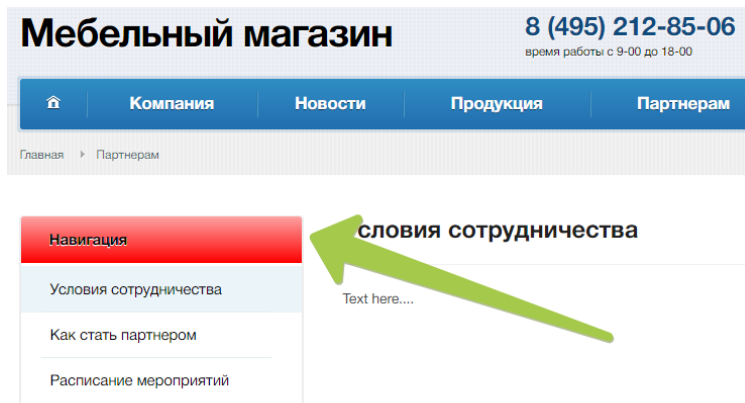 Мебельный магазин
8 (495) 212-85-06
время работы с 9-00 до 18-00
Компания Новости Продукция Партнерам
Главная Партнерам
Навигация
Условия сотрудничества
Как стать партнером
Расписание мероприятий
словия сотрудничества
Text here....